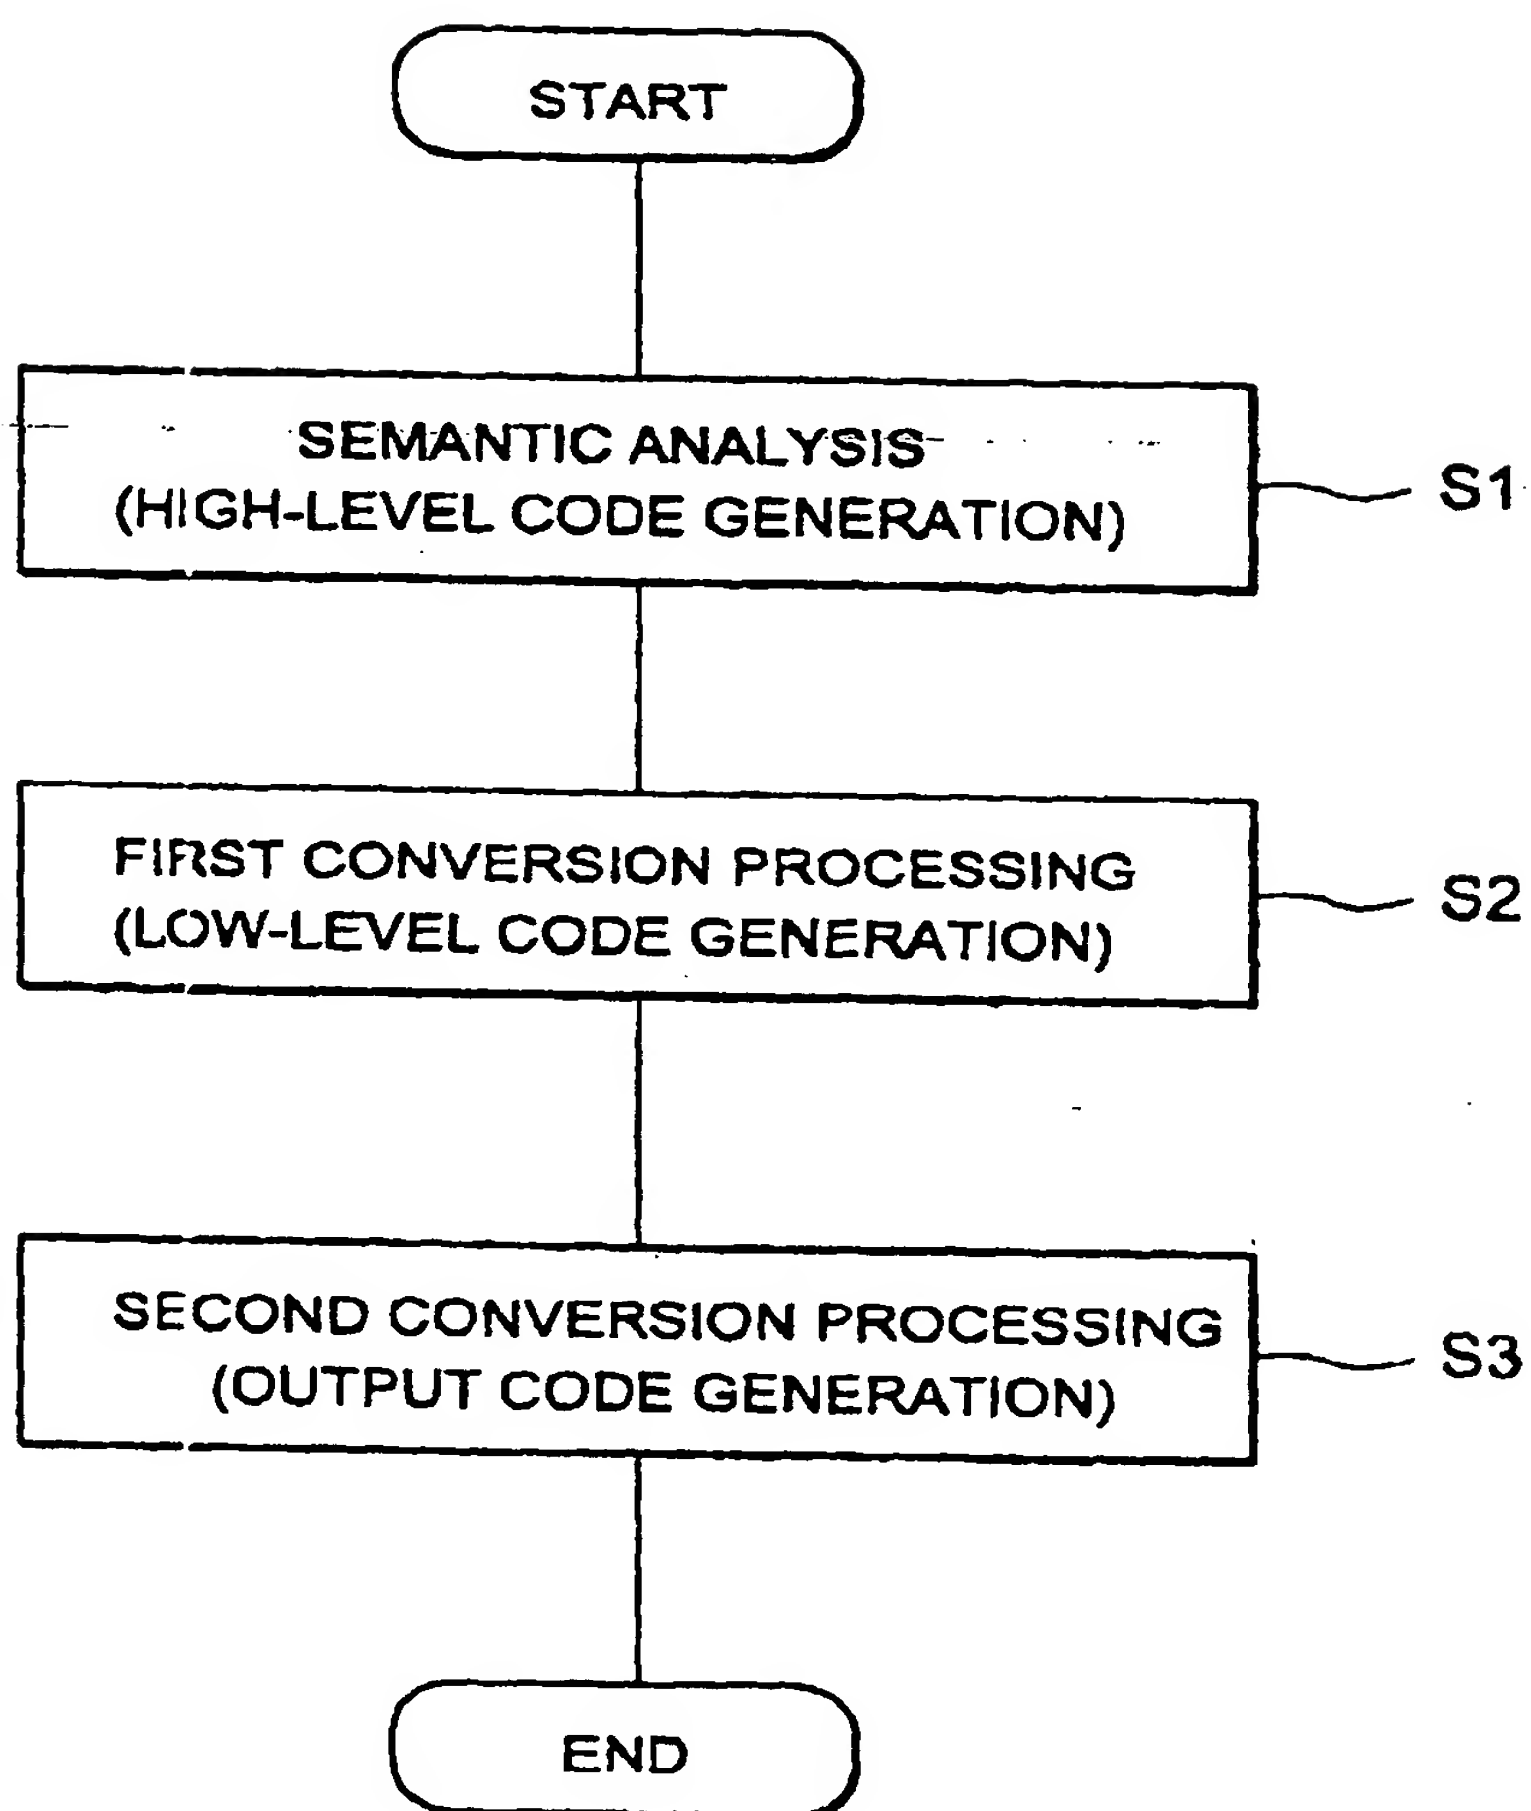 START
SEMANTIC ANALYSIS
(HIGH-LEVEL CODE GENERATION)
S1
FIRST CONVERSION PROCESSING
(LOW-LEVEL CODE GENERATION)
S2
SECOND CONVERSION PROCESSING
(OUTPUT CODE GENERATION)
S3
END